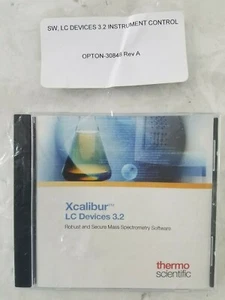 SW, LC DEVICES 3.2 INSTRUMENT CONTROL
OPTON-30848 Rev A
Xcalibur
LC Devices 3.2
Robust and Secure Mass Spectrometry Software
thermo
scientific